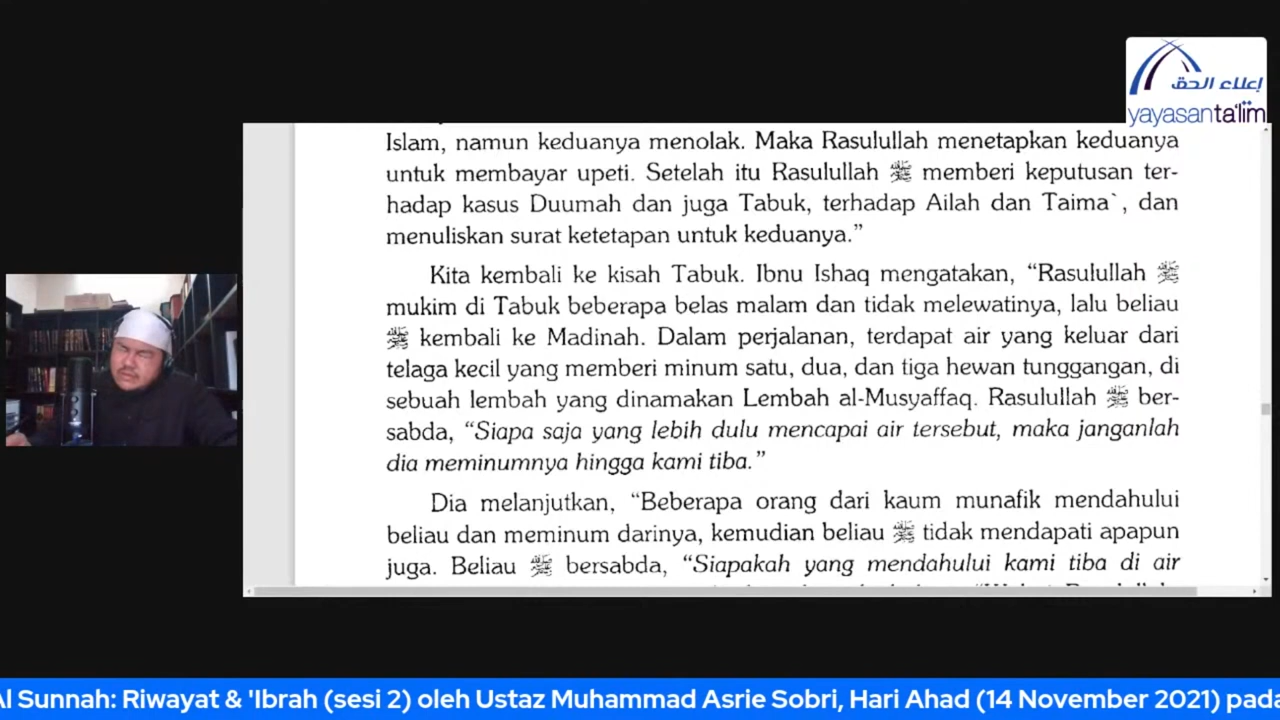 إعلاء الحق
yayasanta'lim
Islam, namun keduanya menolak. Maka Rasulullah menetapkan keduanya
untuk membayar upeti. Setelah itu Rasulullah ﷺ memberi keputusan ter-
hadap kasus Duumah dan juga Tabuk, terhadap Ailah dan Taima`, dan
menuliskan surat ketetapan untuk keduanya.”
Kita kembali ke kisah Tabuk. Ibnu Ishaq mengatakan, “Rasulullah ﷺ
mukim di Tabuk beberapa belas malam dan tidak melewatinya, lalu beliau
ﷺ kembali ke Madinah. Dalam perjalanan, terdapat air yang keluar dari
telaga kecil yang memberi minum satu, dua, dan tiga hewan tunggangan, di
sebuah lembah yang dinamakan Lembah al-Musyaffaq. Rasulullah ﷺ ber-
sabda, “Siapa saja yang lebih dulu mencapai air tersebut, maka janganlah
dia meminumnya hingga kami tiba.”
Dia melanjutkan, “Beberapa orang dari kaum munafik mendahului
beliau dan meminum darinya, kemudian beliau ﷺ tidak mendapati apapun
juga. Beliau ﷺ bersabda, “Siapakah yang mendahului kami tiba di air
Al Sunnah: Riwayat & 'Ibrah (sesi 2) oleh Ustaz Muhammad Asrie Sobri, Hari Ahad (14 November 2021) pada